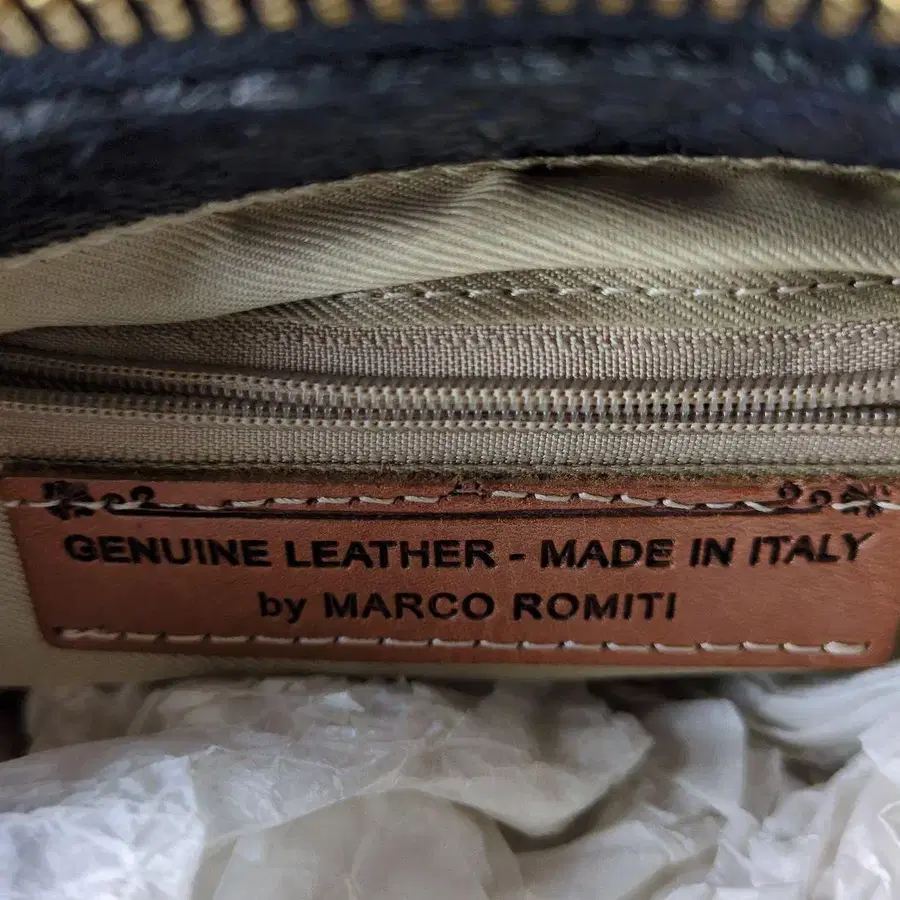 GENUINE LEATHER - MADE IN ITALY
by MARCO ROMITI